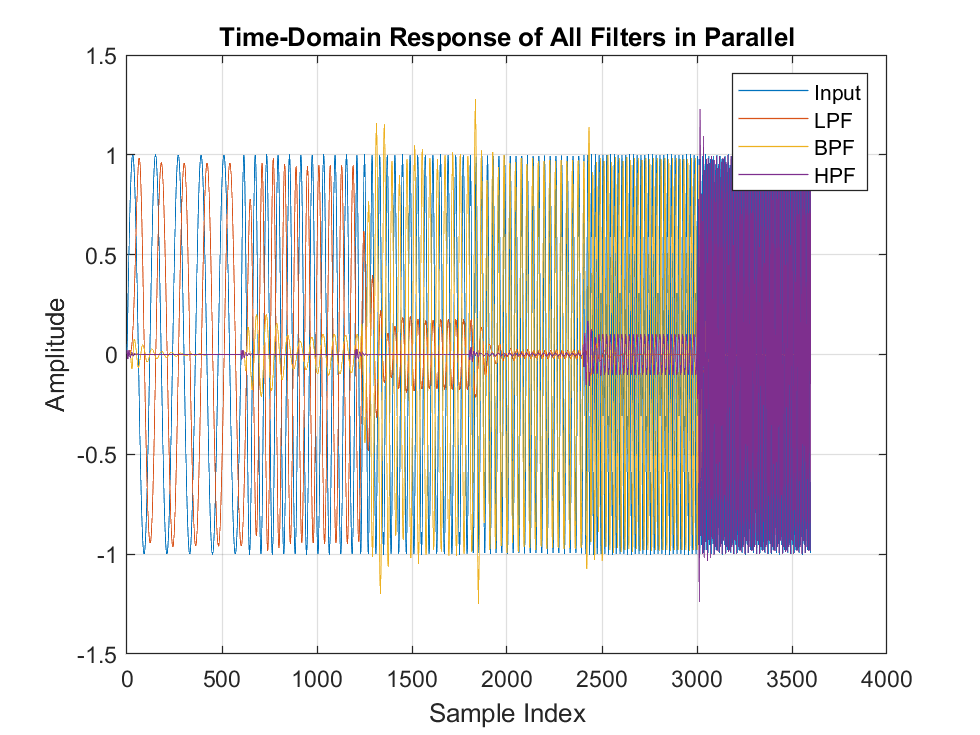 Time-Domain Response of All Filters in Parallel
1.5
1
0.5
0
-0.5
-1
-1.5
Amplitude
Input
LPF
BPF
HPF
0 500 1000 1500 2000 2500 3000 3500 4000
Sample Index